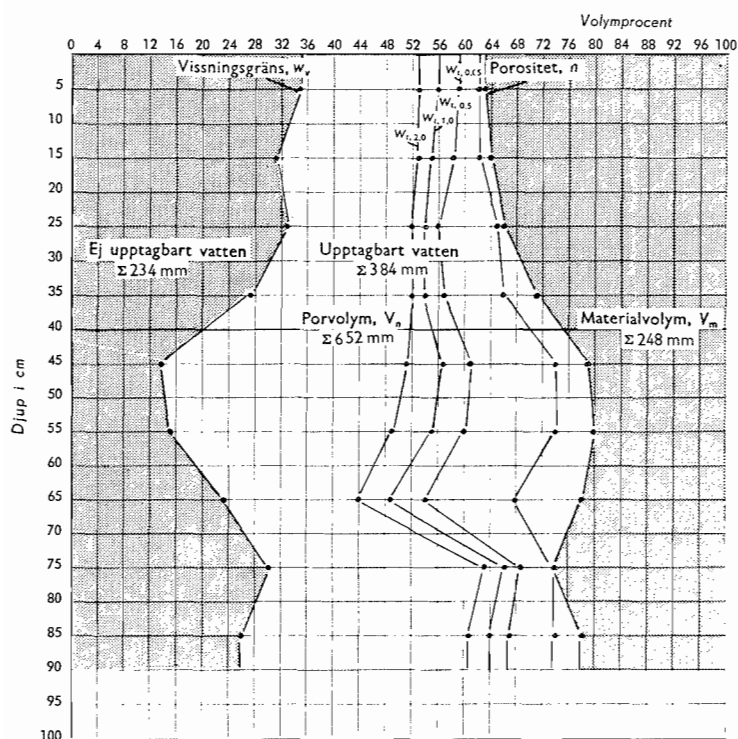 Volymprocent
0 4 8 12 16 20 24 28 32 36 40 44 48 52 56 60 64 68 72 76 80 84 88 92 96 100
Vissningsgräns, wᵥ
Wt, 0,05
Porositet, n
5
Wt, 0,5
10
Wt, 1,0
Wt, 2,0
15
20
25
Ej upptagbart vatten
Σ 234 mm
Upptagbart vatten
Σ 384 mm
30
35
Porvolym, Vn
Σ 652 mm
Materialvolym, Vm
Σ 248 mm
40
45
50
Djup i cm
55
60
65
70
75
80
85
90
95
100